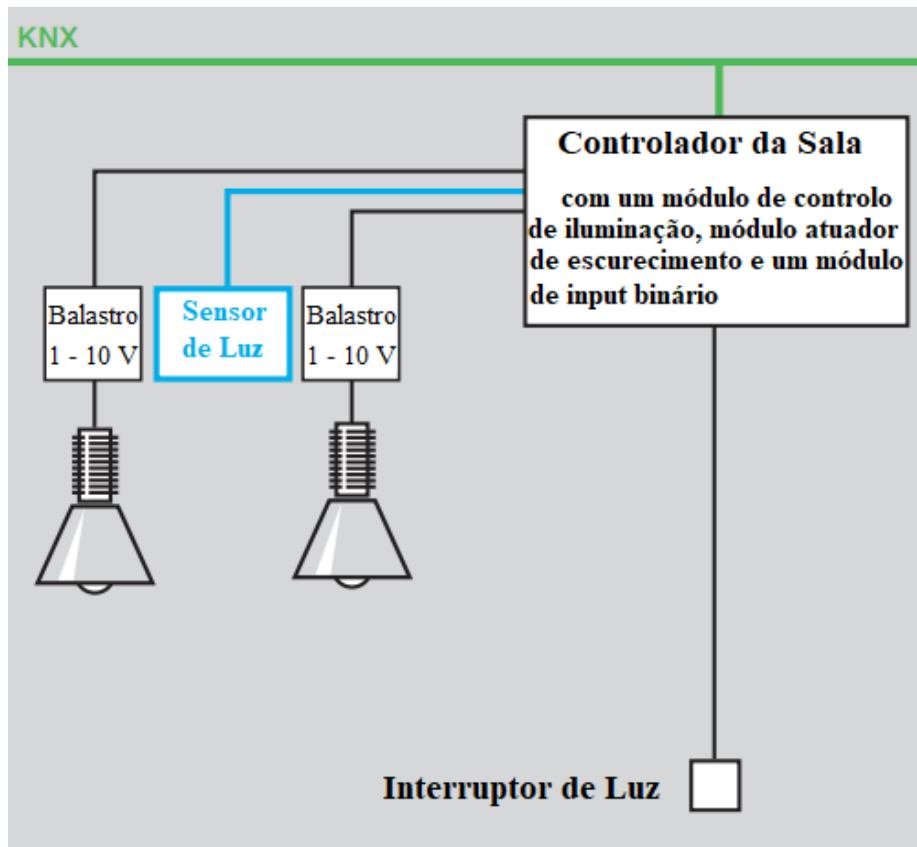 KNX
Controlador da Sala
com um módulo de controlo
de iluminação, módulo atuador
de escurecimento e um módulo
de input binário
Balastro
1 - 10 V
Sensor
de Luz
Balastro
1 - 10 V
Interruptor de Luz